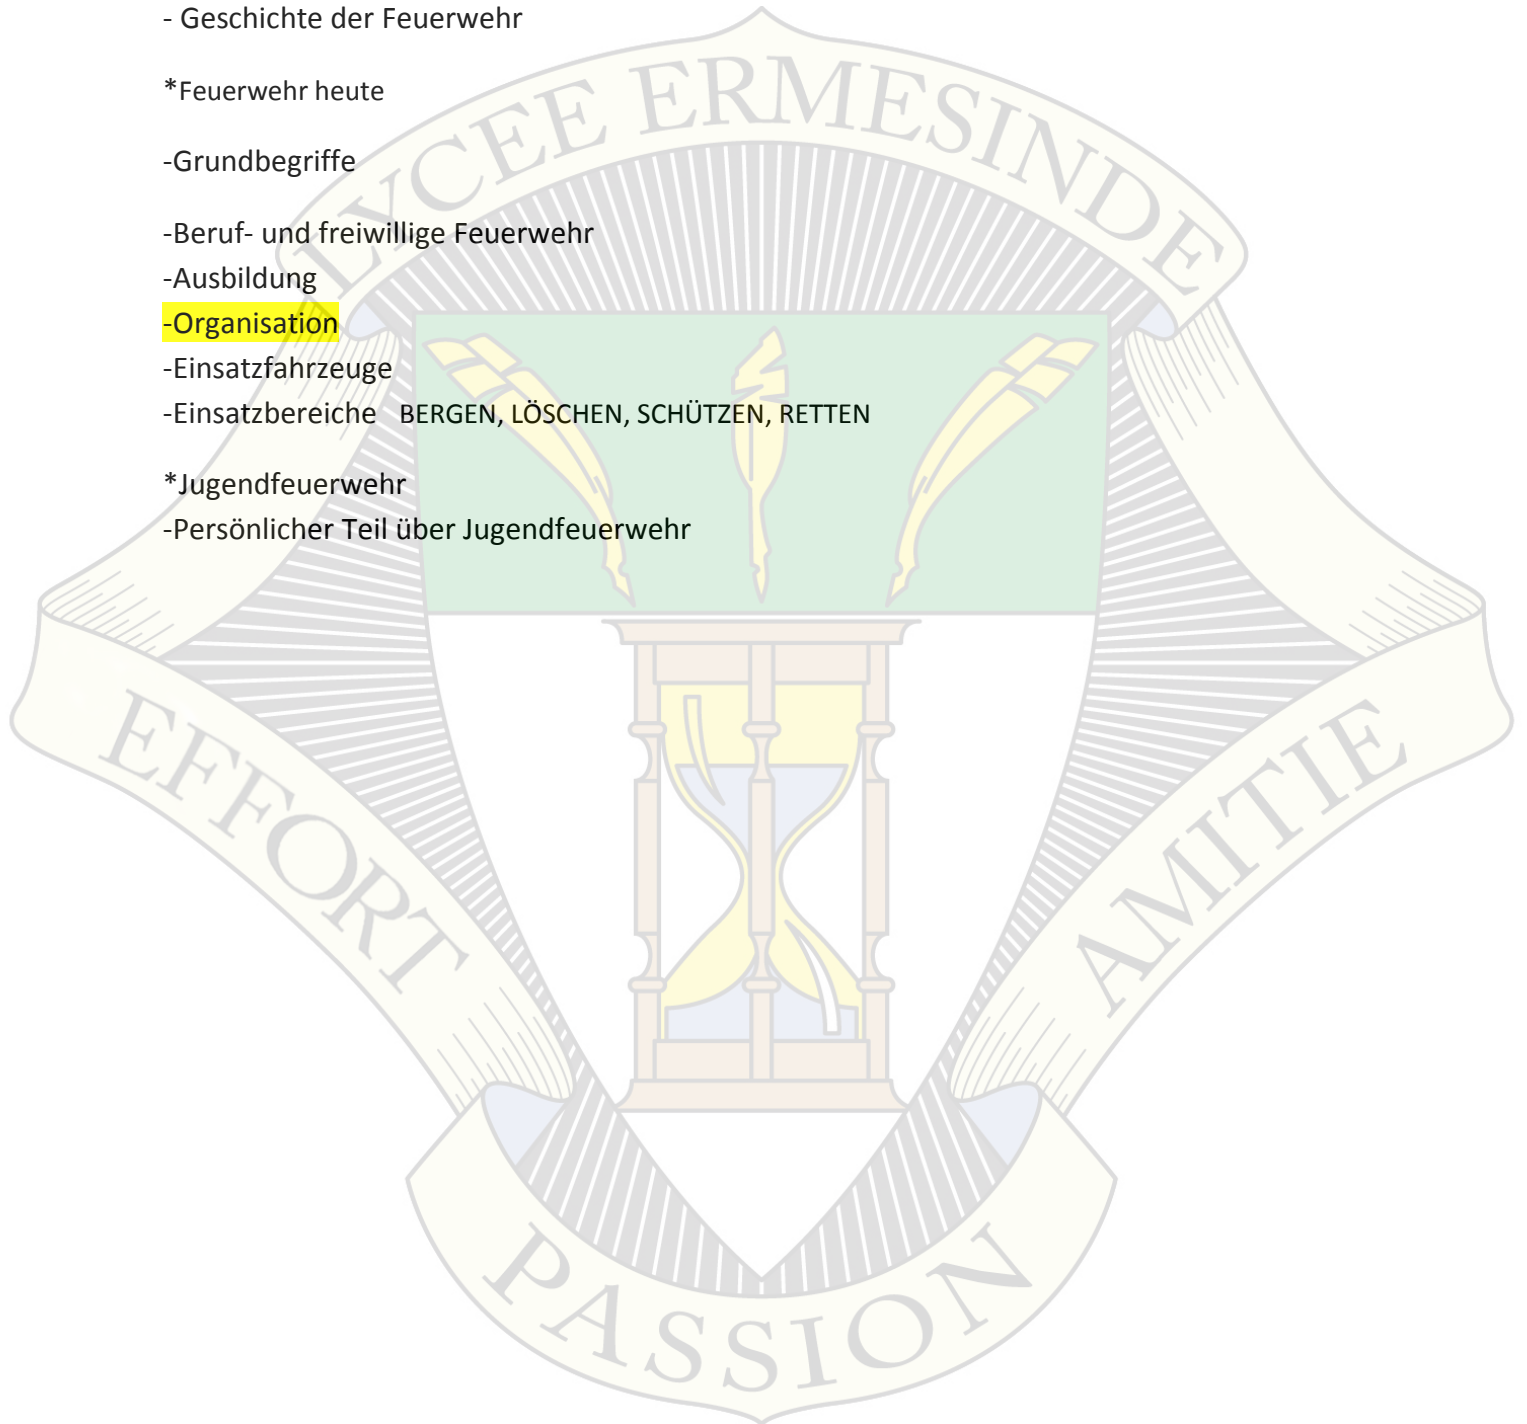 - Geschichte der Feuerwehr
*Feuerwehr heute
-Grundbegriffe
-Beruf- und freiwillige Feuerwehr
-Ausbildung
-Organisation
-Einsatzfahrzeuge
-Einsatzbereiche   BERGEN, LÖSCHEN, SCHÜTZEN, RETTEN
*Jugendfeuerwehr
-Persönlicher Teil über Jugendfeuerwehr
LYCEE ERMESINDE
EFFORT
AMITIE
PASSION